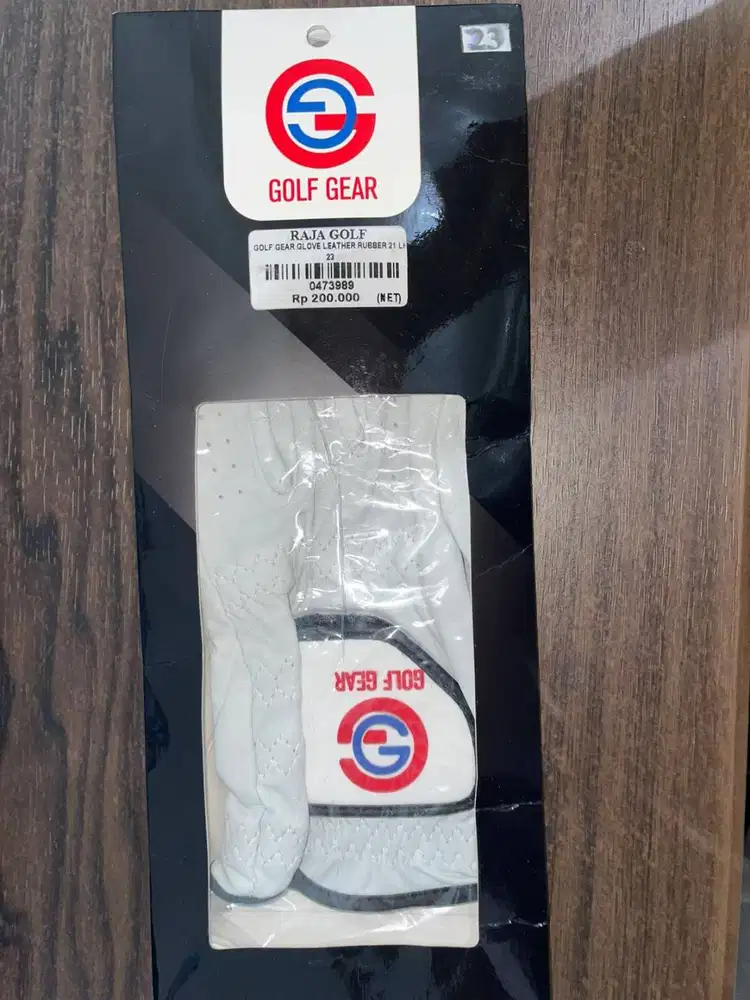 23
GOLF GEAR
RAJA GOLF
GOLF GEAR GLOVE LEATHER RUBBER 21 LH
23
0473989
Rp 200.000 (NET)
GOLF GEAR
G